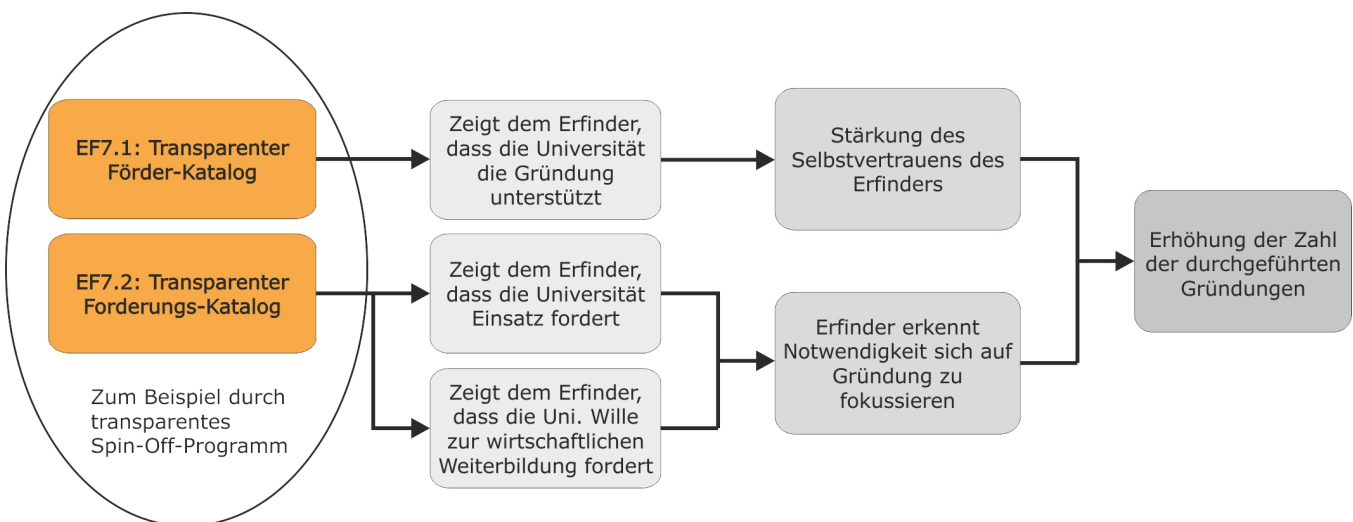 EF7.1: Transparenter
Förder-Katalog
Zeigt dem Erfinder,
dass die Universität
die Gründung
unterstützt
Stärkung des
Selbstvertrauens des
Erfinders
EF7.2: Transparenter
Forderungs-Katalog
Zeigt dem Erfinder,
dass die Universität
Einsatz fordert
Zum Beispiel durch
transparentes
Spin-Off-Programm
Zeigt dem Erfinder,
dass die Uni. Wille
zur wirtschaftlichen
Weiterbildung fordert
Erfinder erkennt
Notwendigkeit sich auf
Gründung zu
fokussieren
Erhöhung der Zahl
der durchgeführten
Gründungen